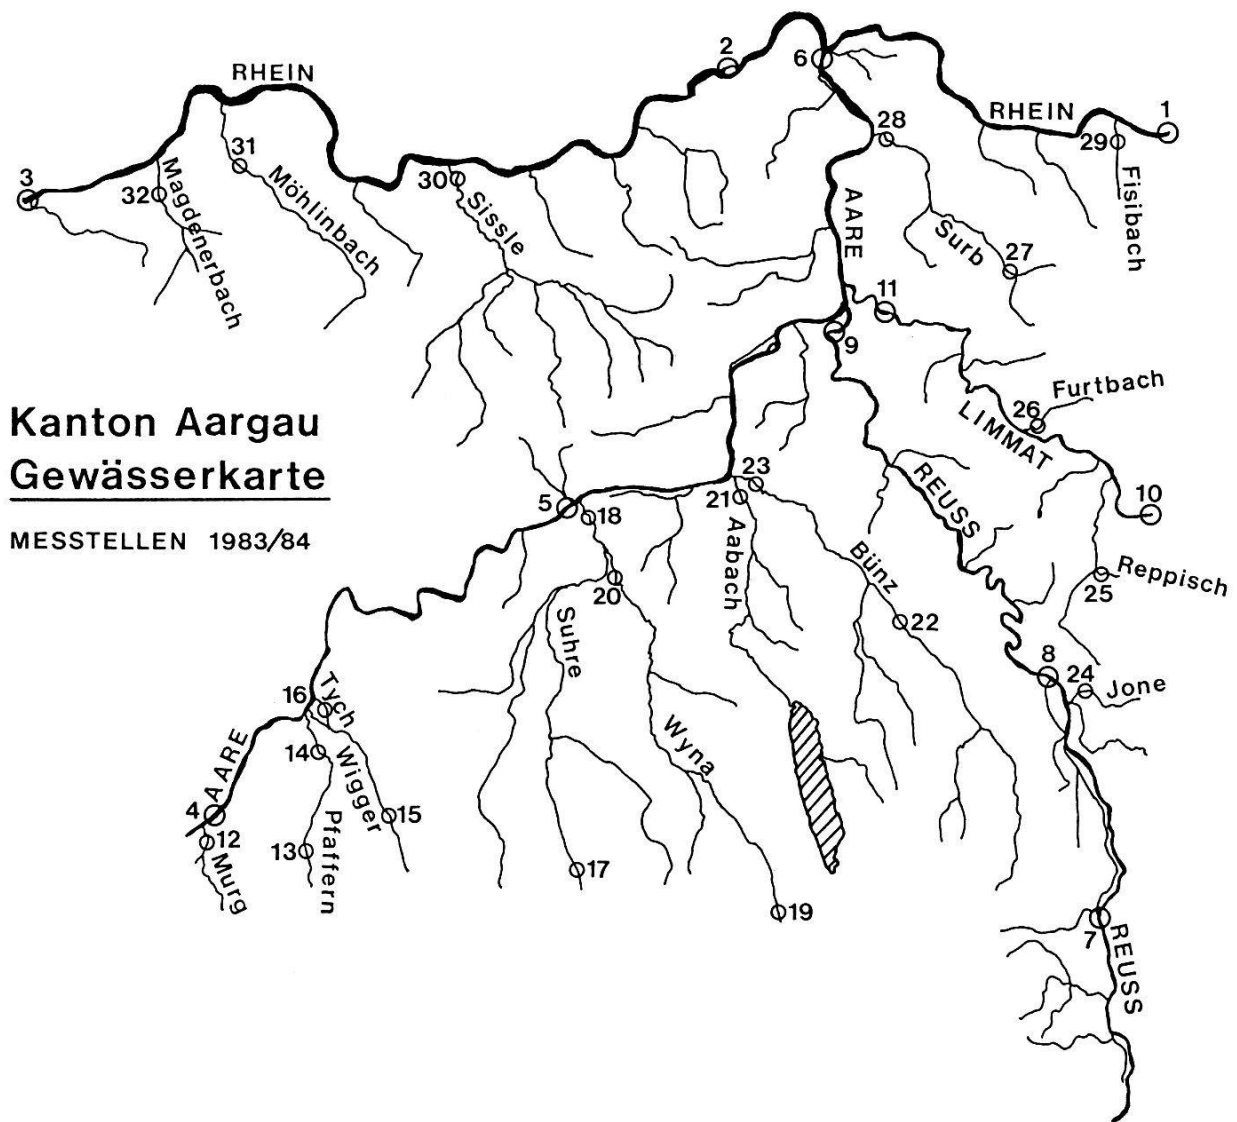 RHEIN
2
6
RHEIN
1
28
29
31
3
32
30
Magdenerbach
Möhlinbach
Sissle
AARE
Surb
27
Fisibach
11
9
Kanton Aargau
Gewässerkarte
MESSTELLEN 1983/84
Furtbach
26
LIMMAT
10
23
5
18
21
REUSS
20
Aabach
Bünz
Reppisch
25
22
Suhre
8
24
Jone
16
Tych
14
Wigger
Wyna
AARE
4
12
15
Pfaffern
13
Murg
17
19
7
REUSS